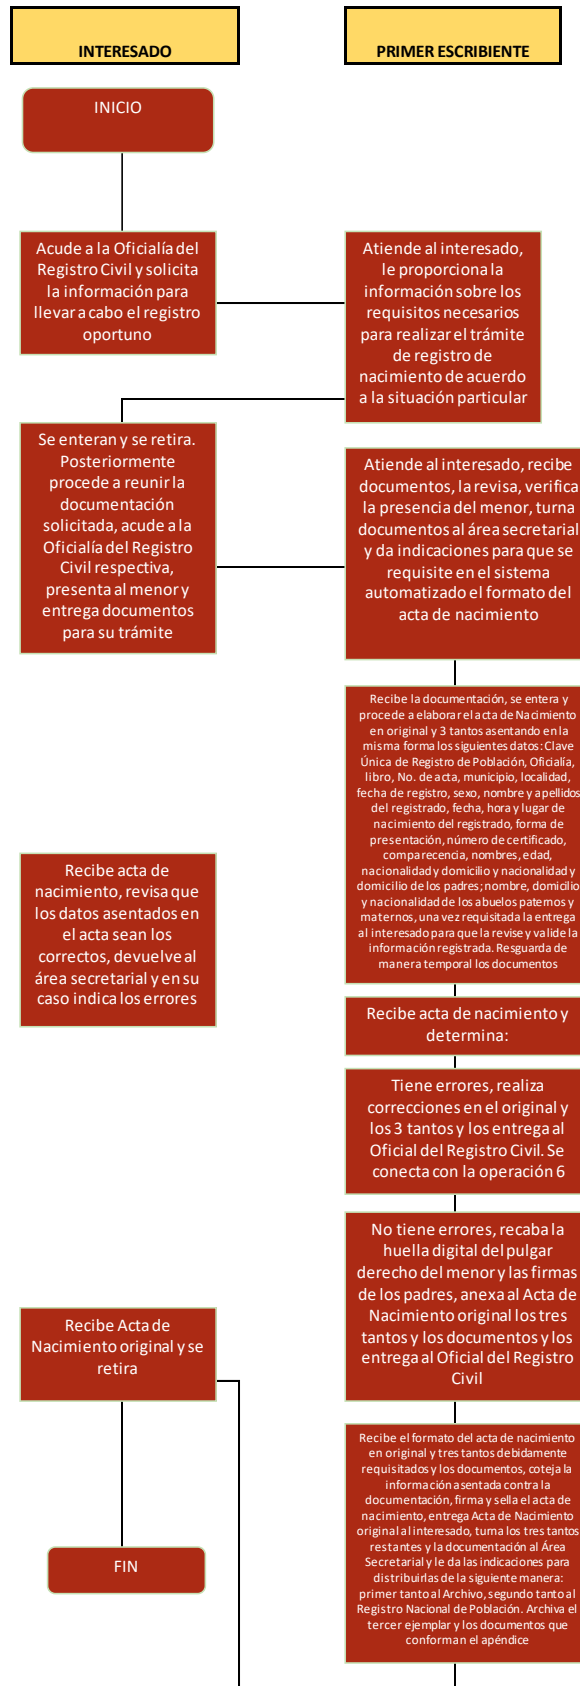 INTERESADO
PRIMER ESCRIBIENTE
INICIO
Acude a la Oficialía del
Registro Civil y solicita
la información para
llevar a cabo el registro
oportuno
Atiende al interesado,
le proporciona la
información sobre los
requisitos necesarios
para realizar el trámite
de registro de
nacimiento de acuerdo
a la situación particular
Se enteran y se retira.
Posteriormente
procede a reunir la
documentación
solicitada, acude a la
Oficialía del Registro
Civil respectiva,
presenta al menor y
entrega documentos
para su trámite
Atiende al interesado, recibe
documentos, la revisa, verifica
la presencia del menor, turna
documentos al área secretarial
y da indicaciones para que se
requisite en el sistema
automatizado el formato del
acta de nacimiento
Recibe la documentación, se entera y
procede a elaborar el acta de Nacimiento
en original y 3 tantos asentando en la
misma forma los siguientes datos: Clave
Única de Registro de Población, Oficialía,
libro, No. de acta, municipio, localidad,
fecha de registro, sexo, nombre y apellidos
del registrado, fecha, hora y lugar de
nacimiento del registrado, forma de
presentación, número de certificado,
comparecencia, nombres, edad,
nacionalidad y domicilio y nacionalidad y
domicilio de los padres; nombre, domicilio
y nacionalidad de los abuelos paternos y
maternos, una vez requisitada la entrega
al interesado para que la revise y valide la
información registrada. Resguarda de
manera temporal los documentos
Recibe acta de
nacimiento, revisa que
los datos asentados en
el acta sean los
correctos, devuelve al
área secretarial y en su
caso indica los errores
Recibe acta de nacimiento y
determina:
Tiene errores, realiza
correcciones en el original y
los 3 tantos y los entrega al
Oficial del Registro Civil. Se
conecta con la operación 6
No tiene errores, recaba la
huella digital del pulgar
derecho del menor y las firmas
de los padres, anexa al Acta de
Nacimiento original los tres
tantos y los documentos y los
entrega al Oficial del Registro
Civil
Recibe Acta de
Nacimiento original y se
retira
Recibe el formato del acta de nacimiento
en original y tres tantos debidamente
requisitados y los documentos, coteja la
información asentada contra la
documentación, firma y sella el acta de
nacimiento, entrega Acta de Nacimiento
original al interesado, turna los tres tantos
restantes y la documentación al Área
Secretarial y le da las indicaciones para
distribuirlas de la siguiente manera:
primer tanto al Archivo, segundo tanto al
Registro Nacional de Población. Archiva el
tercer ejemplar y los documentos que
conforman el apéndice
FIN